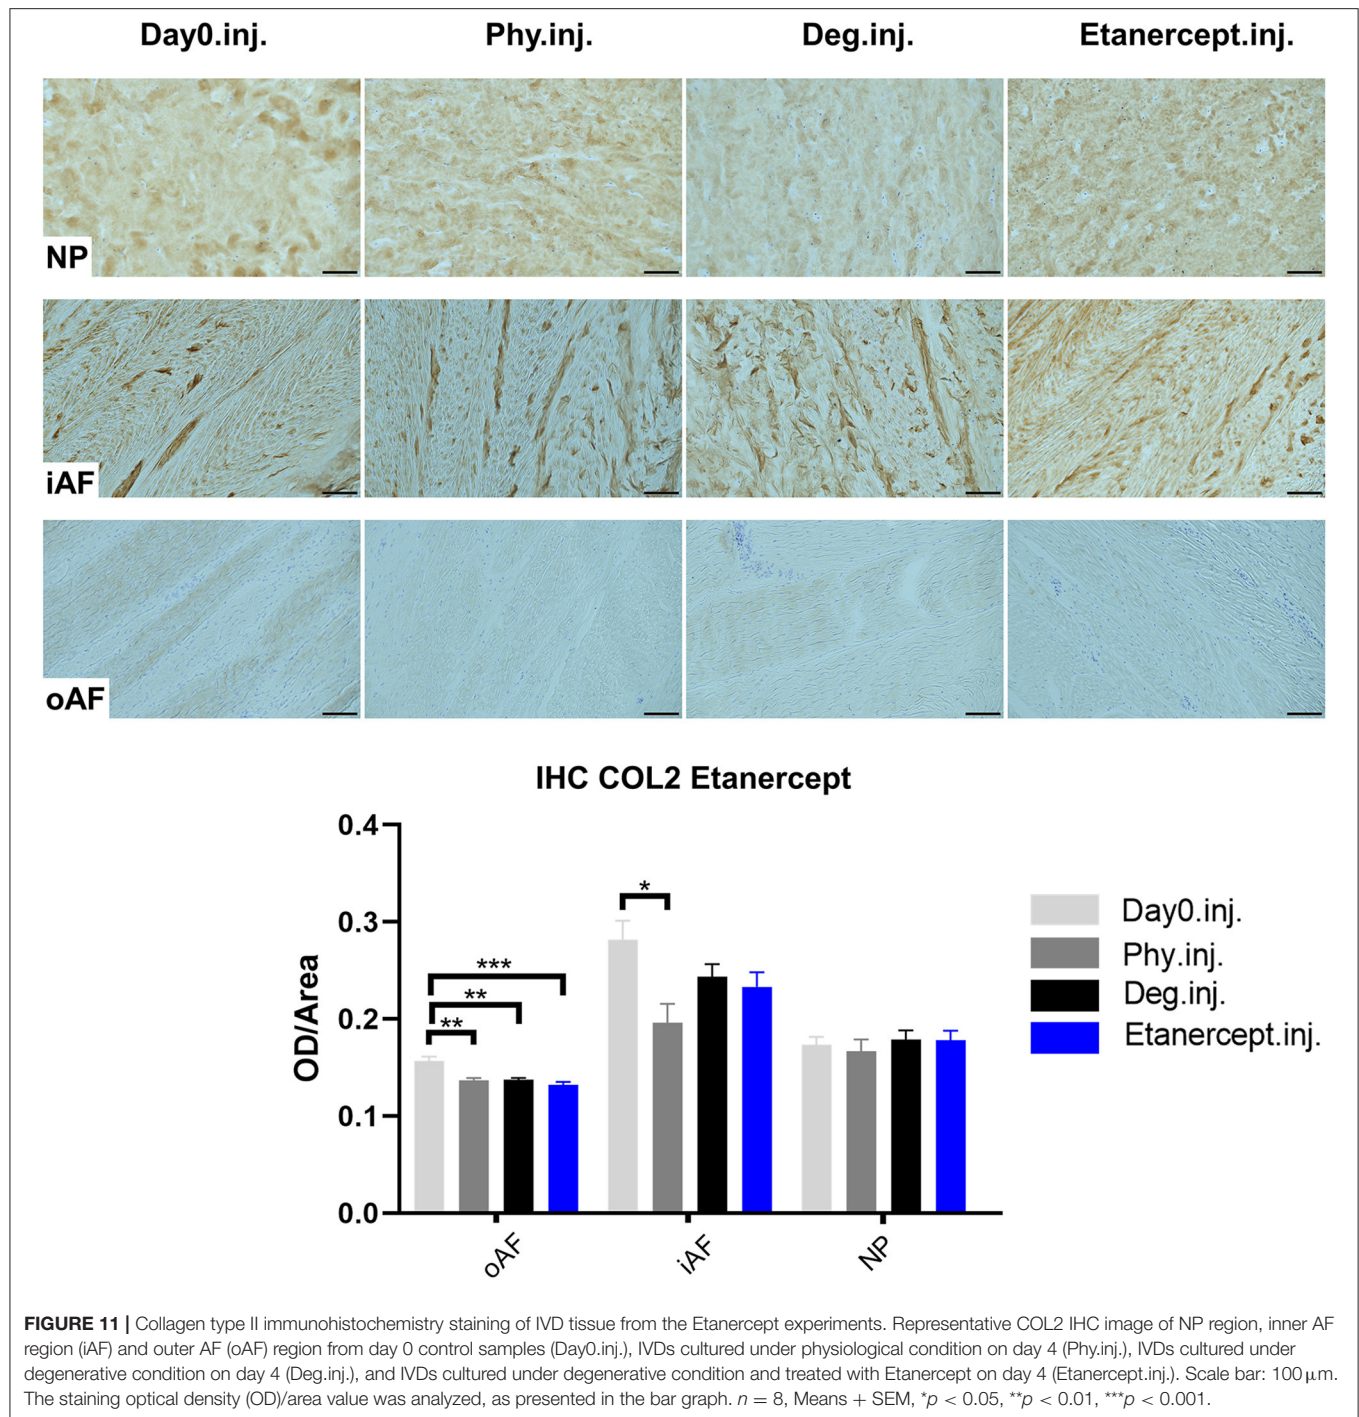 Day0.inj. Phy.inj. Deg.inj. Etanercept.inj.
NP
iAF
oAF
IHC COL2 Etanercept
0.4
0.3
0.2
0.1
0.0
OD/Area
***
**
**
*
oAF iAF NP
Day0.inj.
Phy.inj.
Deg.inj.
Etanercept.inj.
FIGURE 11 | Collagen type II immunohistochemistry staining of IVD tissue from the Etanercept experiments. Representative COL2 IHC image of NP region, inner AF
region (iAF) and outer AF (oAF) region from day 0 control samples (Day0.inj.), IVDs cultured under physiological condition on day 4 (Phy.inj.), IVDs cultured under
degenerative condition on day 4 (Deg.inj.), and IVDs cultured under degenerative condition and treated with Etanercept on day 4 (Etanercept.inj.). Scale bar: 100 μm.
The staining optical density (OD)/area value was analyzed, as presented in the bar graph. n = 8, Means + SEM, *p < 0.05, **p < 0.01, ***p < 0.001.